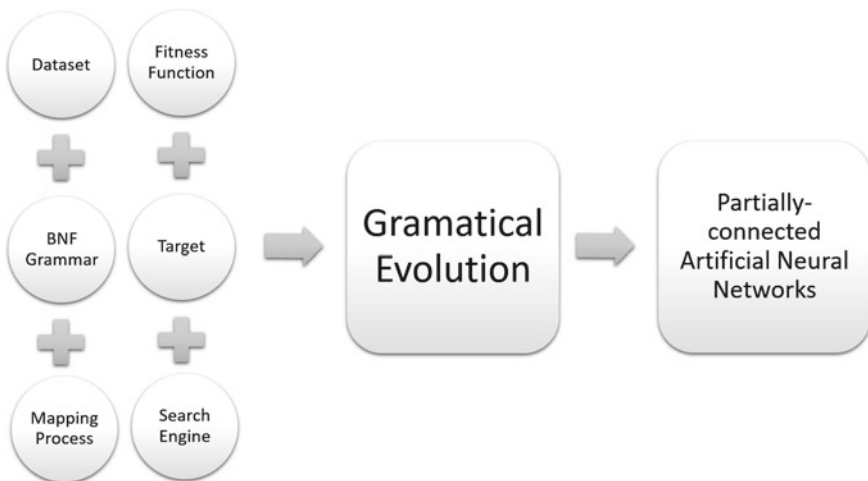 Dataset
Fitness
Function
BNF
Grammar
Target
Mapping
Process
Search
Engine
Gramatical
Evolution
Partially-
connected
Artificial Neural
Networks